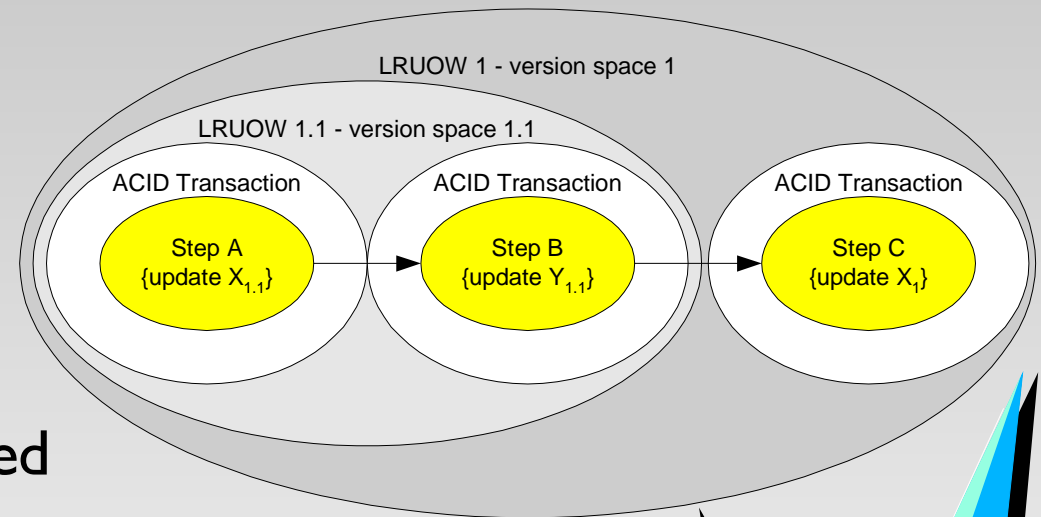 LRUOW 1 - version space 1
LRUOW 1.1 - version space 1.1
ACID Transaction
ACID Transaction
ACID Transaction
Step A
{update X1.1}
Step B
{update Y1.1}
Step C
{update X1}
ed